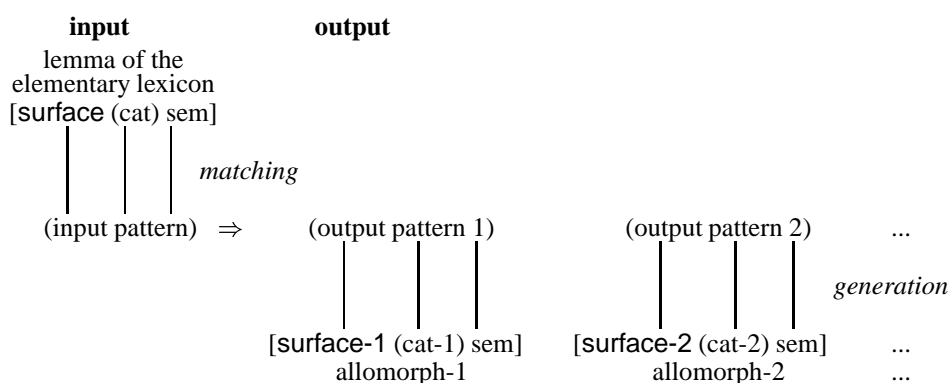 input output
lemma of the
elementary lexicon
[surface (cat) sem]
matching
(input pattern) ⇒ (output pattern 1) (output pattern 2) ...
generation
[surface-1 (cat-1) sem] [surface-2 (cat-2) sem] ...
allomorph-1 allomorph-2 ...